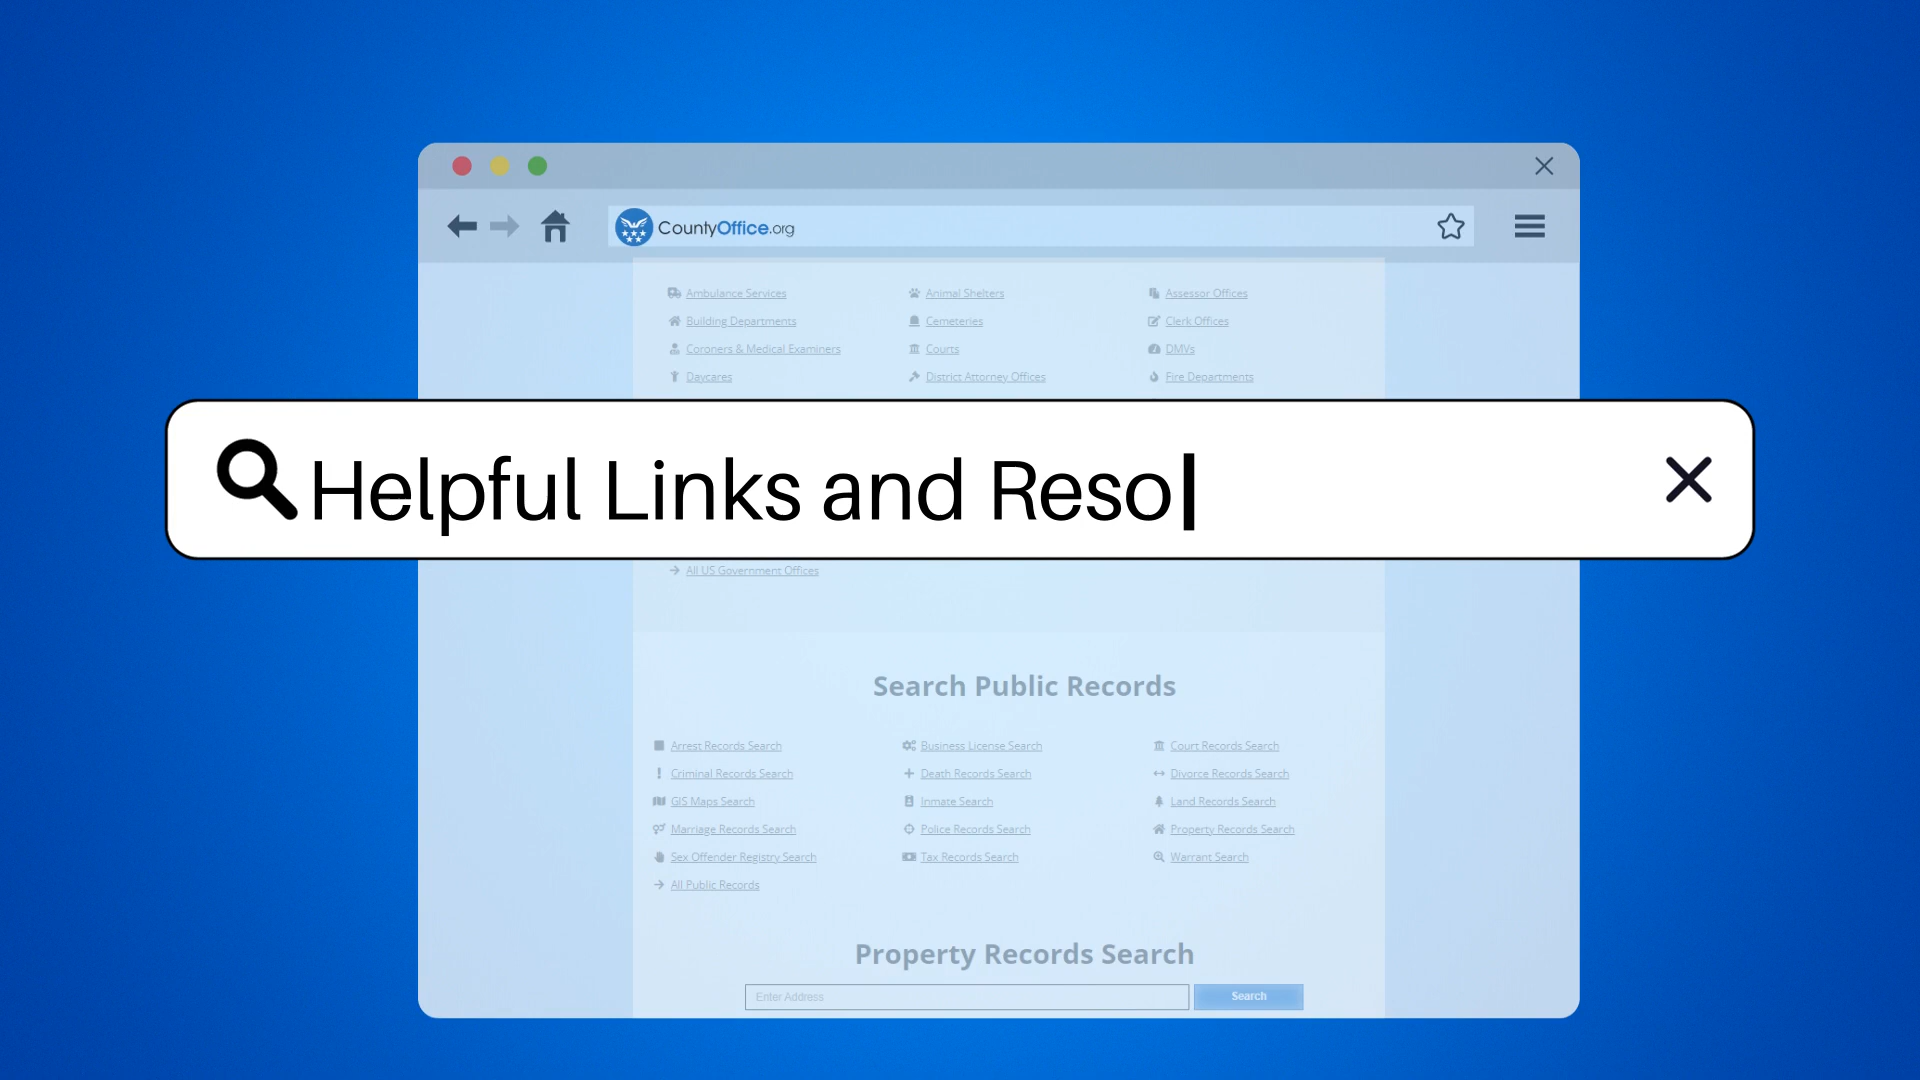 CountyOffice.org
Ambulance Services Animal Shelters Assessor Offices
Building Departments Cemeteries Clerk Offices
Coroners & Medical Examiners Courts DMVs
Daycares District Attorney Offices Fire Departments
Helpful Links and Reso
All US Government Offices
Search Public Records
Arrest Records Search Business License Search Court Records Search
Criminal Records Search Death Records Search Divorce Records Search
GIS Maps Search Inmate Search Land Records Search
Marriage Records Search Police Records Search Property Records Search
Sex Offender Registry Search Tax Records Search Warrant Search
All Public Records
Property Records Search
Enter Address Search